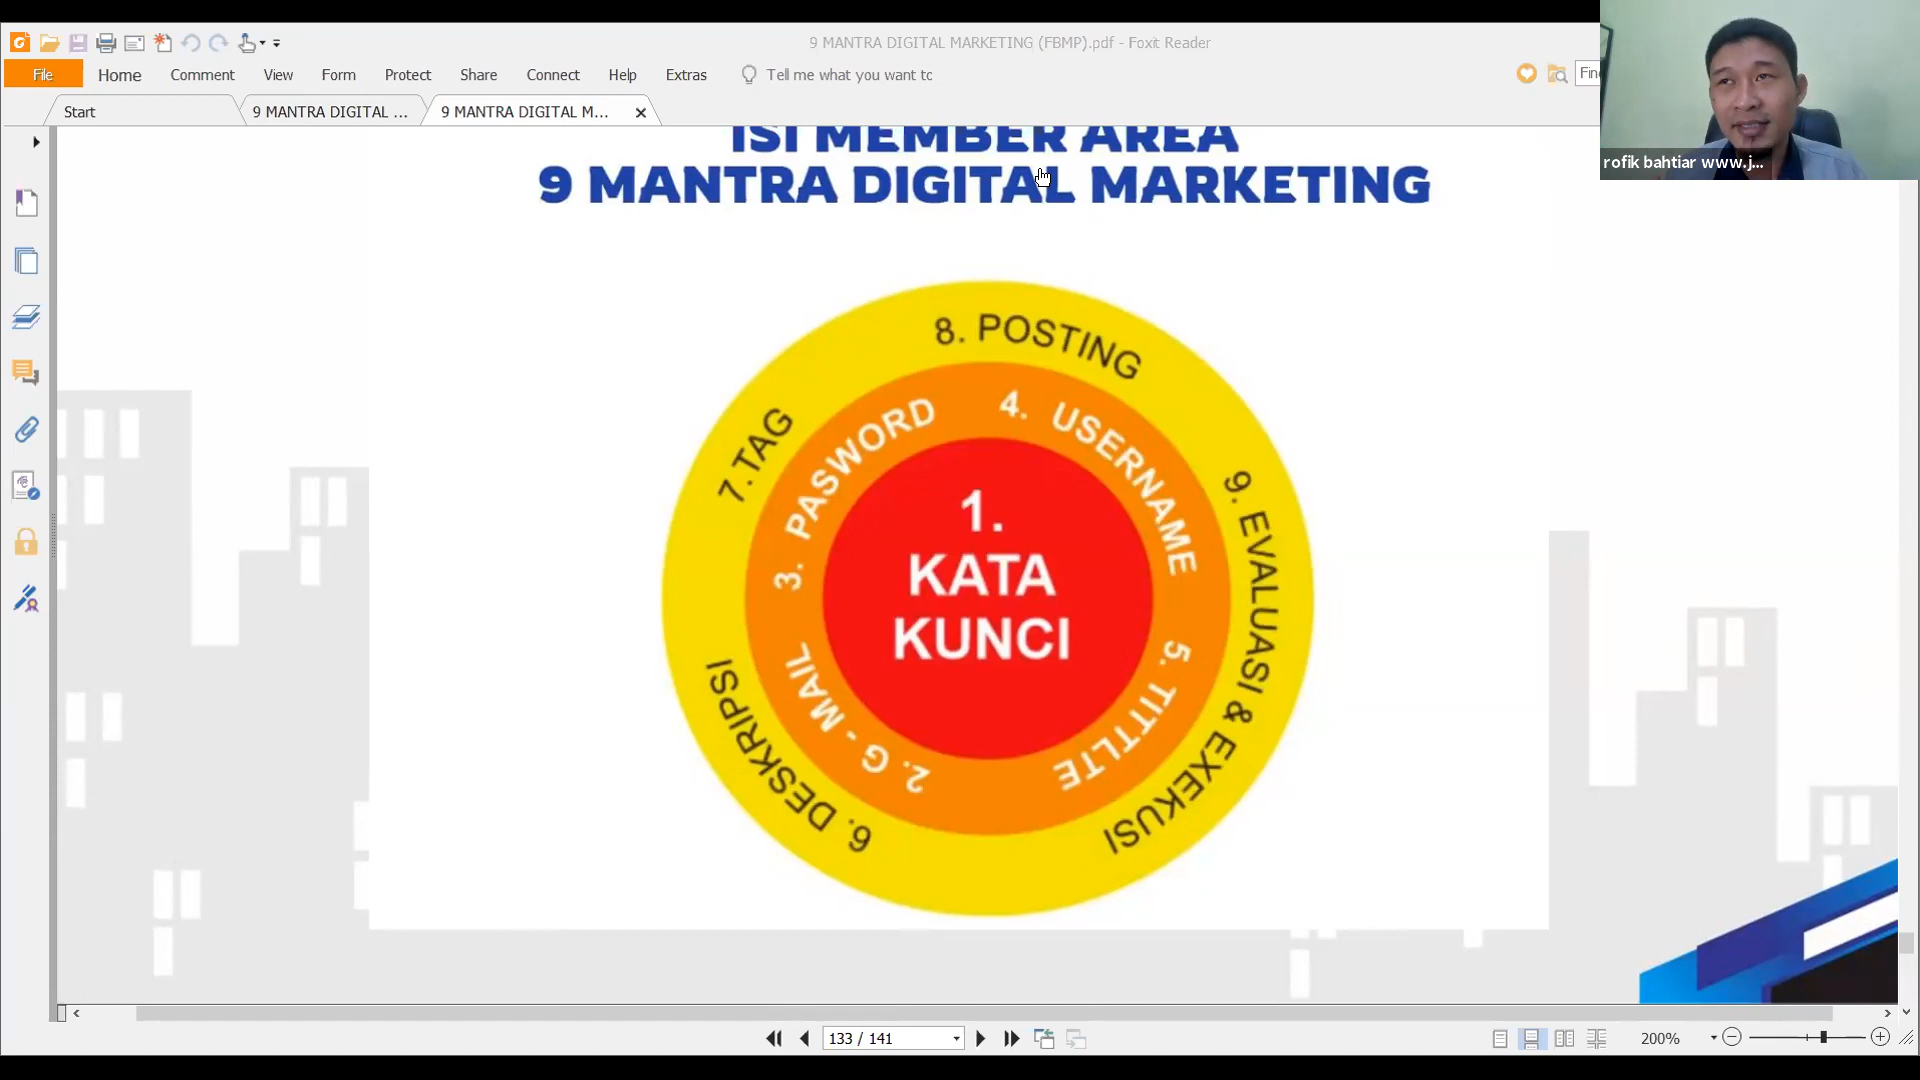 9 MANTRA DIGITAL MARKETING (FBMP).pdf - Foxit Reader
File Home Comment View Form Protect Share Connect Help Extras Tell me what you want to
Start 9 MANTRA DIGITAL ... 9 MANTRA DIGITAL M...
rofik bahtiar www.j...
ISI MEMBER AREA
9 MANTRA DIGITAL MARKETING
1.
KATA
KUNCI
2. G - MAIL
3. PASWORD
4. USERNAME
5. TITTLTE
6. DESKRIPSI
7. TAG
8. POSTING
9. EVALUASI & EXEKUSI
133 / 141
200%